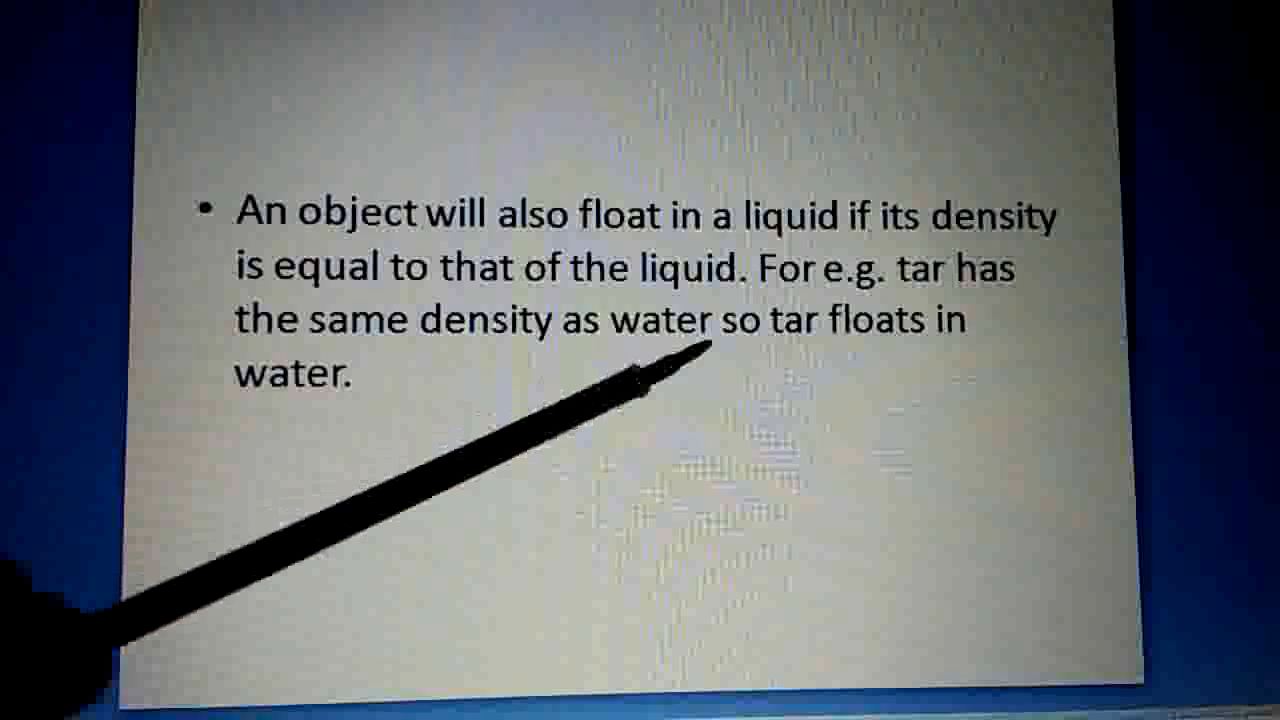 • An object will also float in a liquid if its density
is equal to that of the liquid. For e.g. tar has
the same density as water so tar floats in
water.